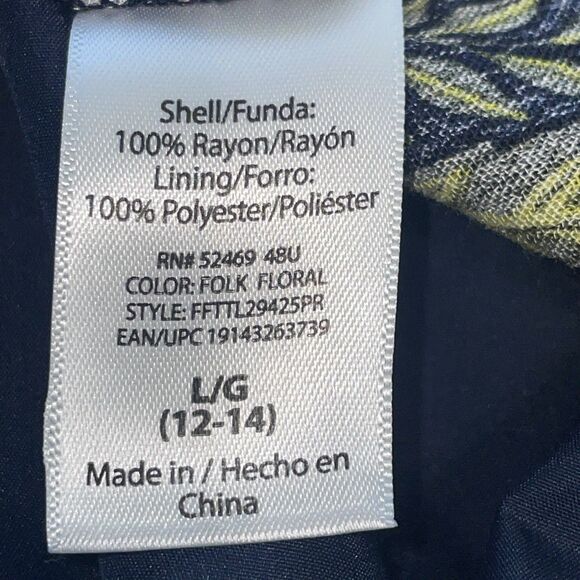 Shell/Funda:
100% Rayon/Rayón
Lining/Forro:
100% Polyester/Poliéster
RN# 52469 48U
COLOR: FOLK FLORAL
STYLE: FFTTL29425PR
EAN/UPC 19143263739
L/G
(12-14)
Made in / Hecho en
China